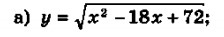 а) y = √(x² – 18x + 72);